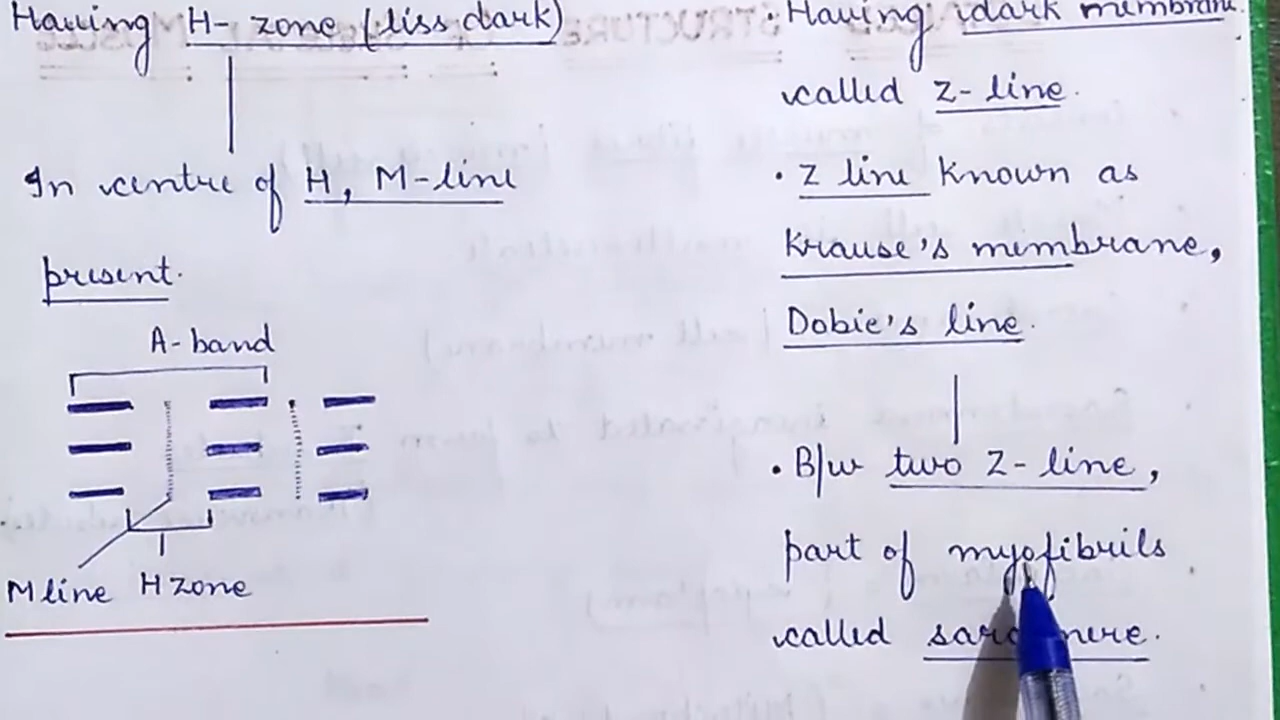 Having H- zone (liss dark)
In centre of H, M-line
present.
A-band
M line H zone
. Having dark membrane.
called Z-line.
. Z line Known as
Krause's membrane,
Dobie's line.
. B/w two Z-line,
part of myofibrils
called sarcomere.